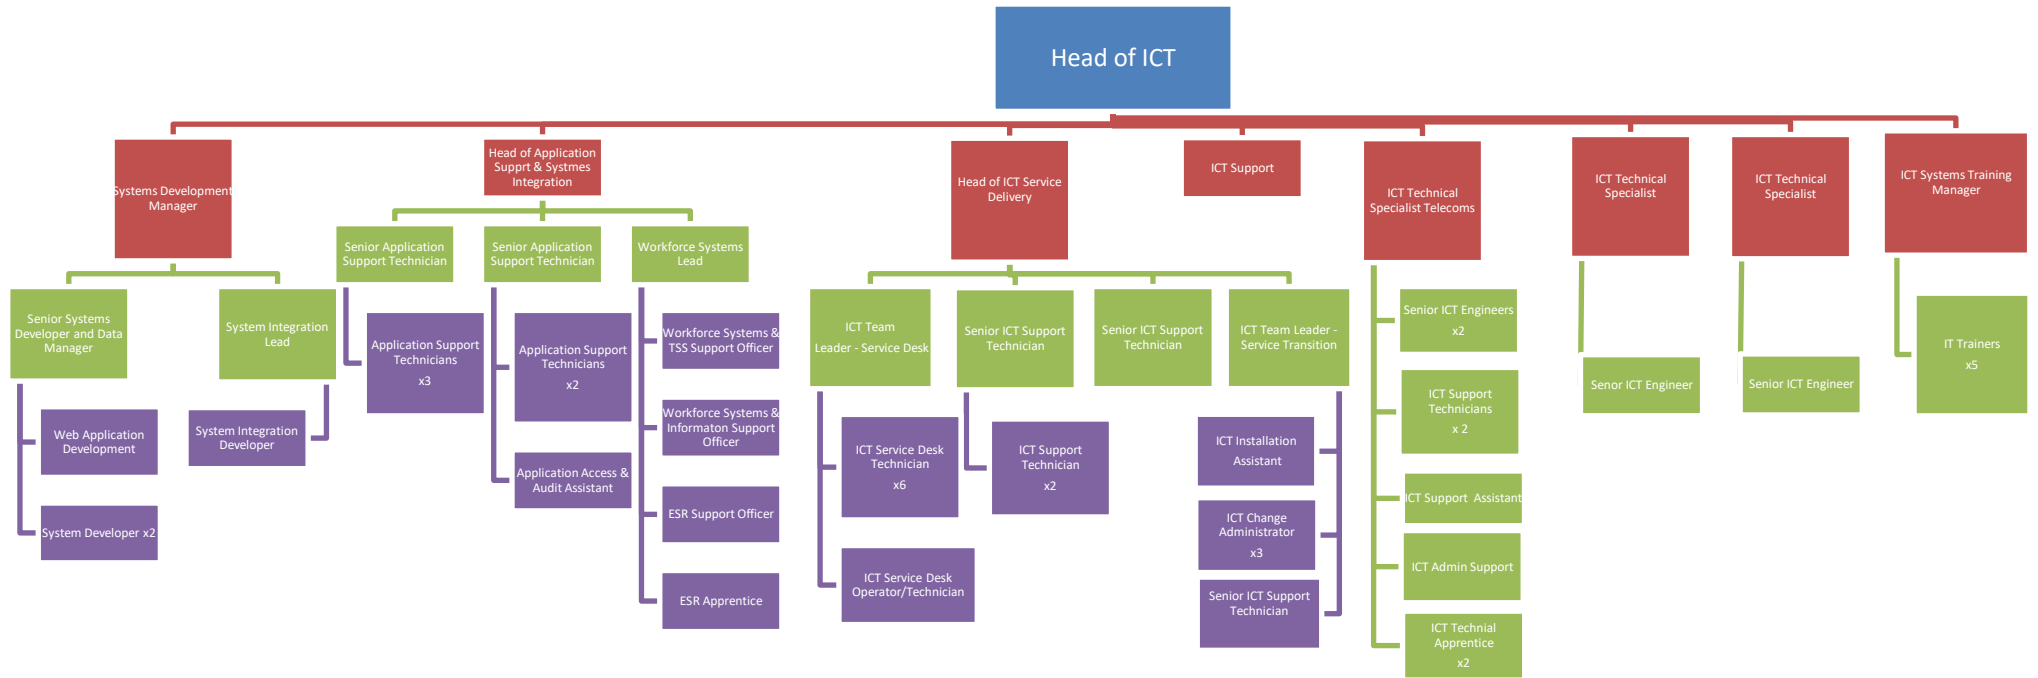 Head of ICT
Systems Development
Manager
Head of Application
Supprt & Systmes
Integration
Head of ICT Service
Delivery
ICT Support
ICT Technical
Specialist Telecoms
ICT Technical
Specialist
ICT Technical
Specialist
ICT Systems Training
Manager
Senior Application
Support Technician
Senior Application
Support Technician
Workforce Systems
Lead
Senior Systems
Developer and Data
Manager
System Integration
Lead
ICT Team
Leader - Service Desk
Senior ICT Support
Technician
Senior ICT Support
Technician
ICT Team Leader -
Service Transition
Senior ICT Engineers
x2
ICT Support
Technicians
x 2
ICT Support  Assistant
ICT Admin Support
ICT Technial
Apprentice
x2
Senor ICT Engineer
Senior ICT Engineer
IT Trainers
x5
Web Application
Development
System Developer x2
System Integration
Developer
Application Support
Technicians
x3
Application Support
Technicians
x2
Application Access &
Audit Assistant
Workforce Systems &
TSS Support Officer
Workforce Systems &
Informaton Support
Officer
ESR Support Officer
ESR Apprentice
ICT Service Desk
Technician
x6
ICT Service Desk
Operator/Technician
ICT Support
Technician
x2
ICT Installation
Assistant
ICT Change
Administrator
x3
Senior ICT Support
Technician